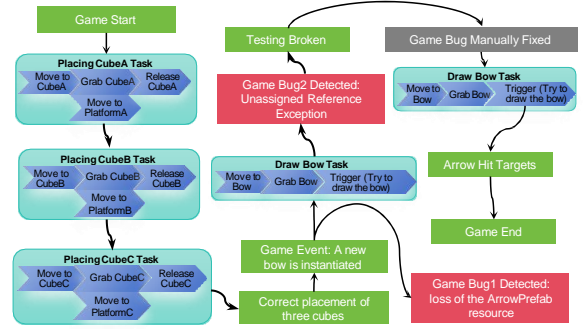 Game Start
Placing CubeA Task
Move to
CubeA
Grab CubeA
Release
CubeA
Move to
PlatformA
Placing CubeB Task
Move to
CubeB
Grab CubeB
Release
CubeB
Move to
PlatformB
Placing CubeC Task
Move to
CubeC
Grab CubeC
Release
CubeC
Move to
PlatformC
Correct placement of
three cubes
Game Event: A new
bow is instantiated
Game Bug1 Detected:
loss of the ArrowPrefab
resource
Draw Bow Task
Move to
Bow
Grab Bow
Trigger (Try to
draw the bow)
Game Bug2 Detected:
Unassigned Reference
Exception
Testing Broken
Game Bug Manually Fixed
Draw Bow Task
Move to
Bow
Grab Bow
Trigger (Try to
draw the bow)
Arrow Hit Targets
Game End